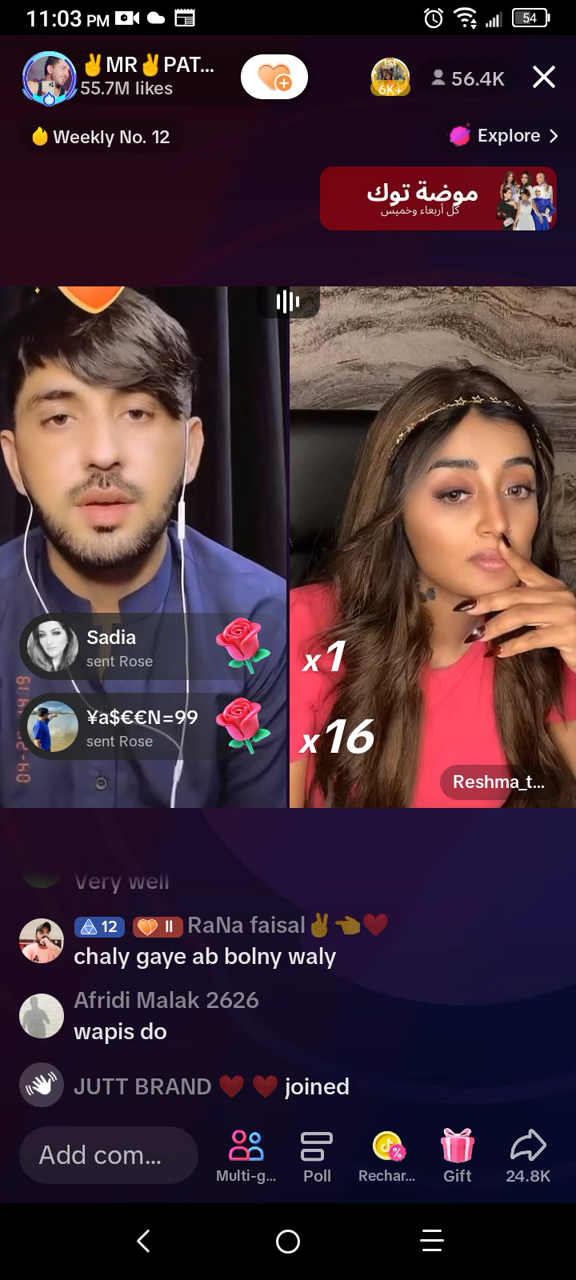 11:03 PM
54
✌️MR✌️PAT...
55.7M likes
1st
6K+
56.4K
Weekly No. 12
Explore >
موضة توك
كل أربعاء وخميس
Sadia
sent Rose
x1
¥a$€€N=99
sent Rose
x16
Reshma_t...
Very well
12 II RaNa faisal✌️👈❤️
chaly gaye ab bolny waly
Afridi Malak 2626
wapis do
JUTT BRAND ❤️ ❤️ joined
Add com...
Multi-g...
Poll
Rechar...
Gift
24.8K